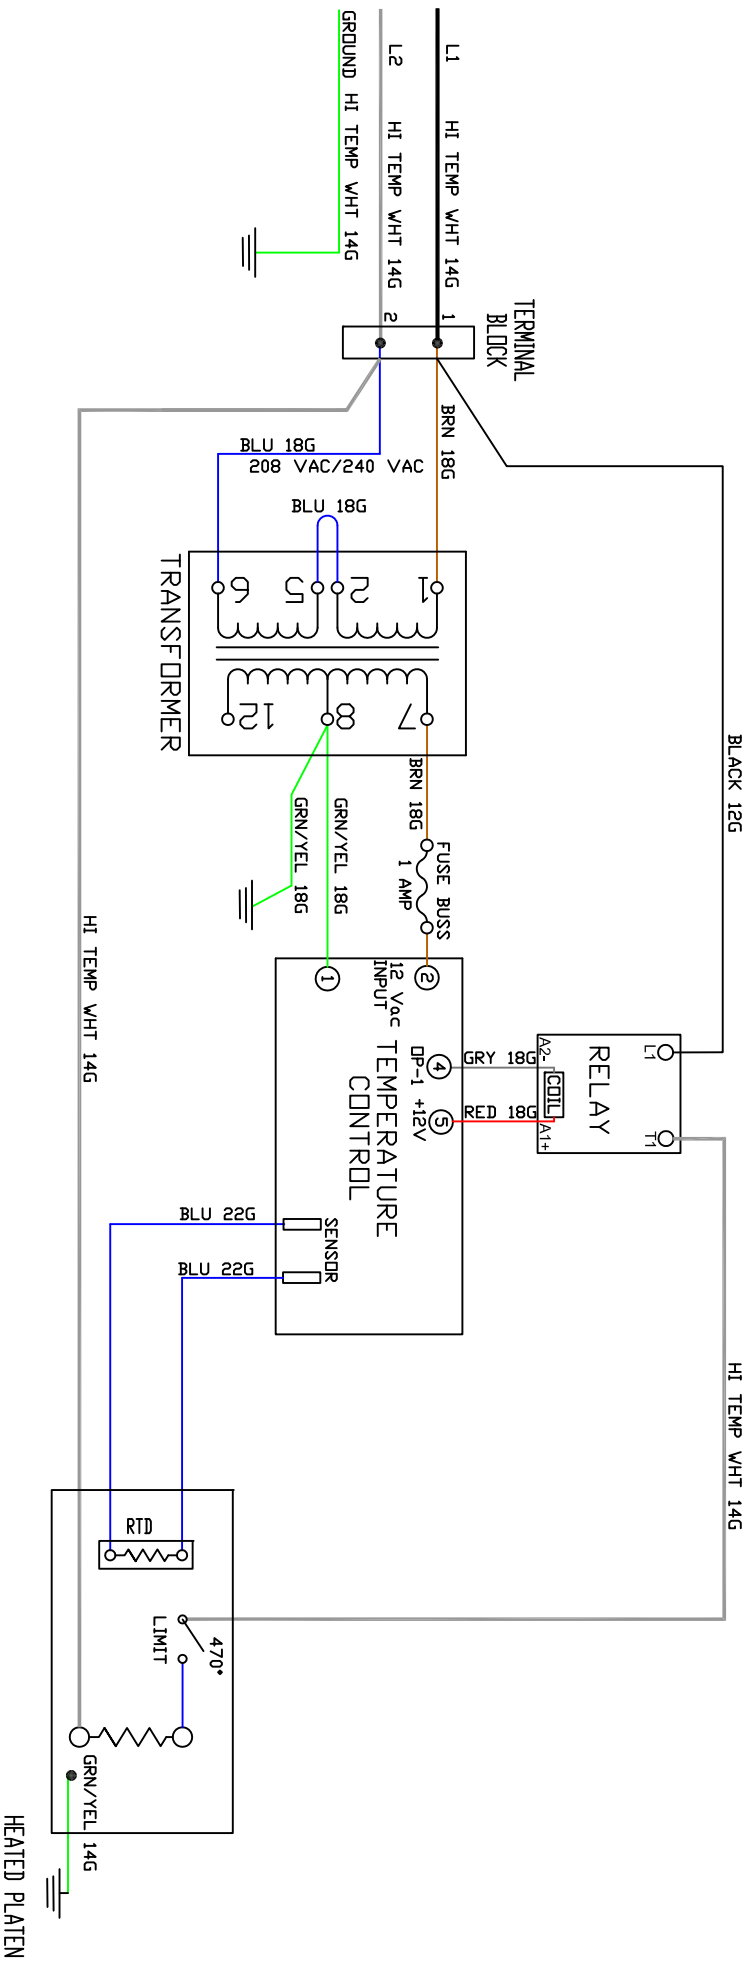 L1 HI TEMP WHT 14G
L2 HI TEMP WHT 14G
GROUND HI TEMP WHT 14G
TERMINAL
BLOCK
1
2
BLACK 12G
BRN 18G
BLU 18G
208 VAC/240 VAC
BLU 18G
1
2
5
6
7
8
12
TRANSFORMER
BRN 18G
GRN/YEL 18G
GRN/YEL 18G
FUSE BUSS
1 AMP
HI TEMP WHT 14G
2
1
12 Vac
INPUT
TEMPERATURE
CONTROL
OP-1 +12V
4
5
GRY 18G
RED 18G
RELAY
L1
T1
A2-
COIL
A1+
SENSOR
BLU 22G
BLU 22G
HI TEMP WHT 14G
RTD
LIMIT
470°
GRN/YEL 14G
HEATED PLATEN